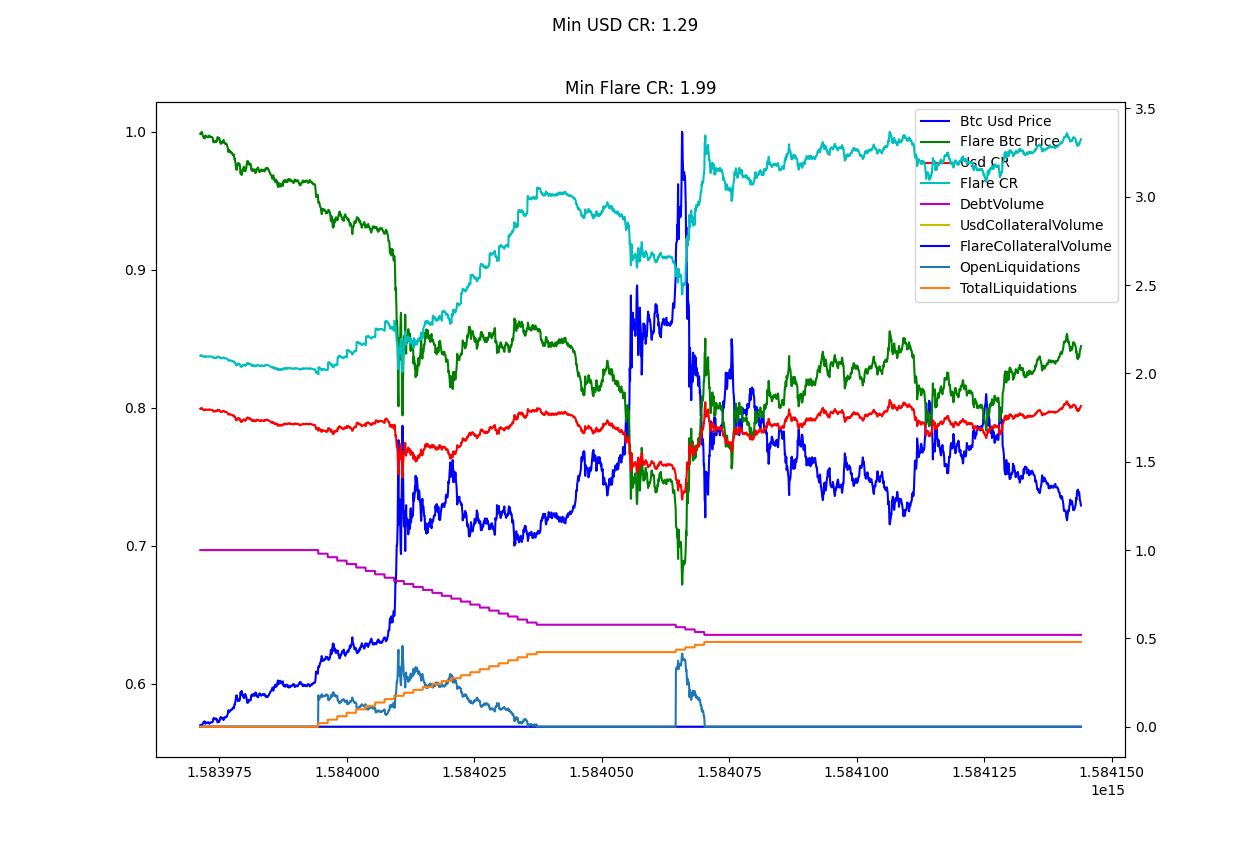 Min USD CR: 1.29
Min Flare CR: 1.99
Btc Usd Price
Flare Btc Price
Usd CR
Flare CR
DebtVolume
UsdCollateralVolume
FlareCollateralVolume
OpenLiquidations
TotalLiquidations
1.0
0.9
0.8
0.7
0.6
3.5
3.0
2.5
2.0
1.5
1.0
0.5
0.0
1.583975 1.584000 1.584025 1.584050 1.584075 1.584100 1.584125 1.584150
1e15